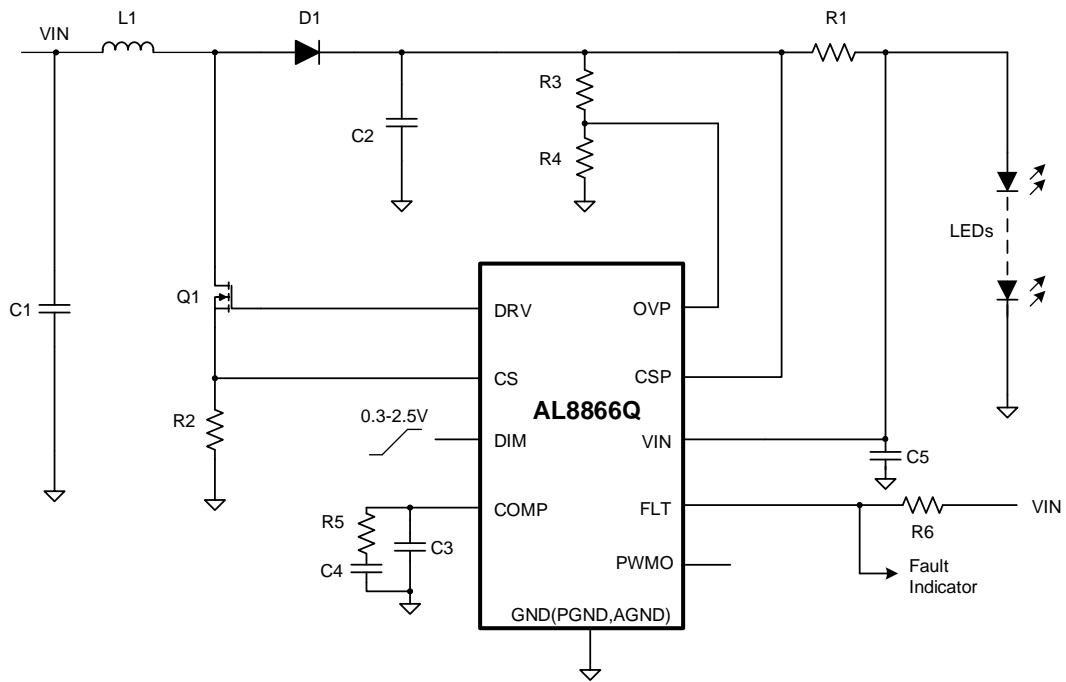 VIN
L1
D1
R1
R3
C2
R4
LEDs
C1
Q1
DRV
OVP
CS
CSP
AL8866Q
R2
0.3-2.5V
DIM
VIN
C5
R5
COMP
FLT
VIN
C3
R6
C4
PWMO
Fault
Indicator
GND(PGND,AGND)